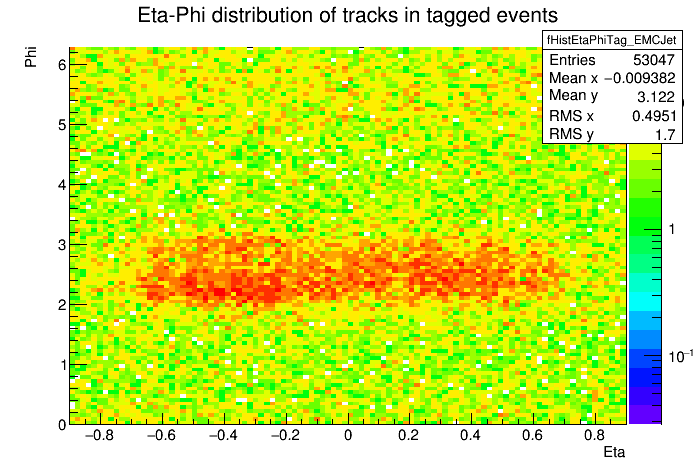 Eta-Phi distribution of tracks in tagged events
fHistEtaPhiTag_EMCJet
Entries 53047
Mean x −0.009382
Mean y 3.122
RMS x 0.4951
RMS y 1.7
Phi
6
5
4
3
2
1
0
1
10⁻¹
−0.8 −0.6 −0.4 −0.2 0 0.2 0.4 0.6 0.8
Eta